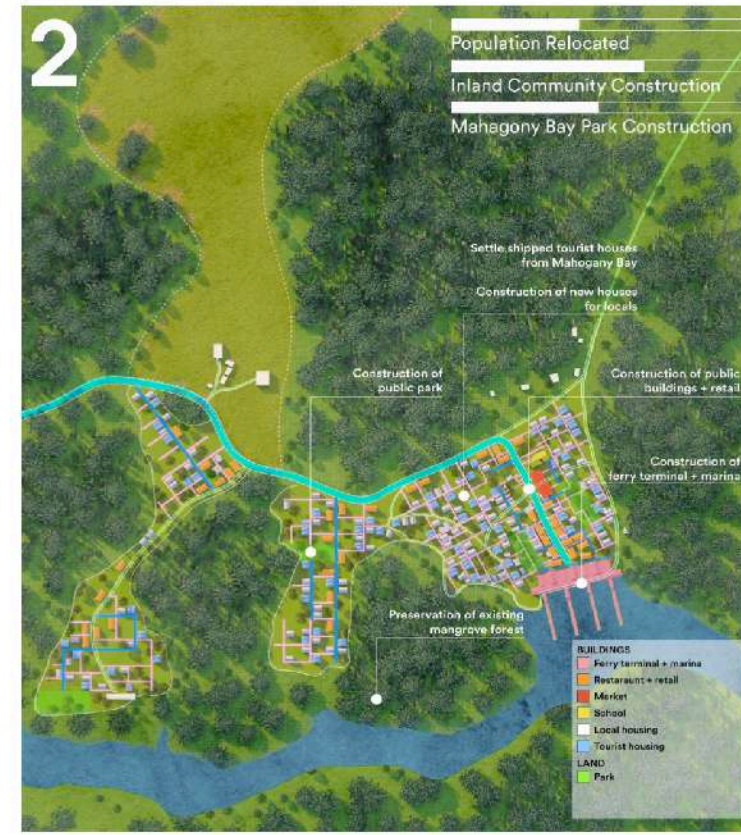 2
Population Relocated
Inland Community Construction
Mahagony Bay Park Construction
Settle shipped tourist houses
from Mahogany Bay
Construction of new houses
for locals
Construction of
public park
Construction of public
buildings + retail
Construction of
ferry terminal + marina
Preservation of existing
mangrove forest
BUILDINGS
Ferry terminal + marina
Restaraunt + retail
Market
School
Local housing
Tourist housing
LAND
Park